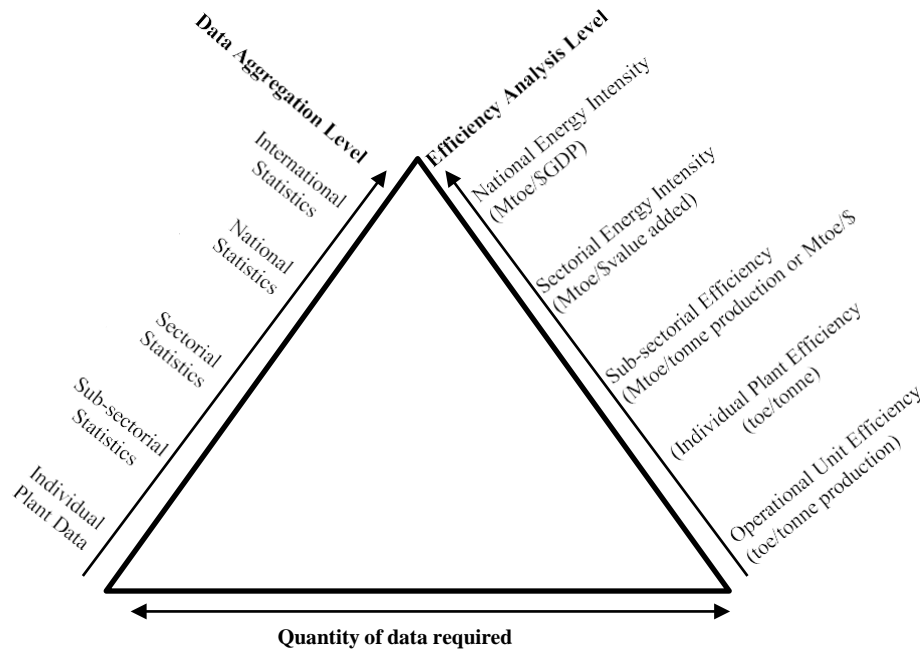 Data Aggregation Level
International
Statistics
National
Statistics
Sectorial
Statistics
Sub-sectorial
Statistics
Individual
Plant Data
Efficiency Analysis Level
National Energy Intensity
(Mtoe/$GDP)
Sectorial Energy Intensity
(Mtoe/$value added)
Sub-sectorial Efficiency
(Mtoe/tonne production or Mtoe/$
(Individual Plant Efficiency
(toe/tonne)
Operational Unit Efficiency
(toe/tonne production)
Quantity of data required